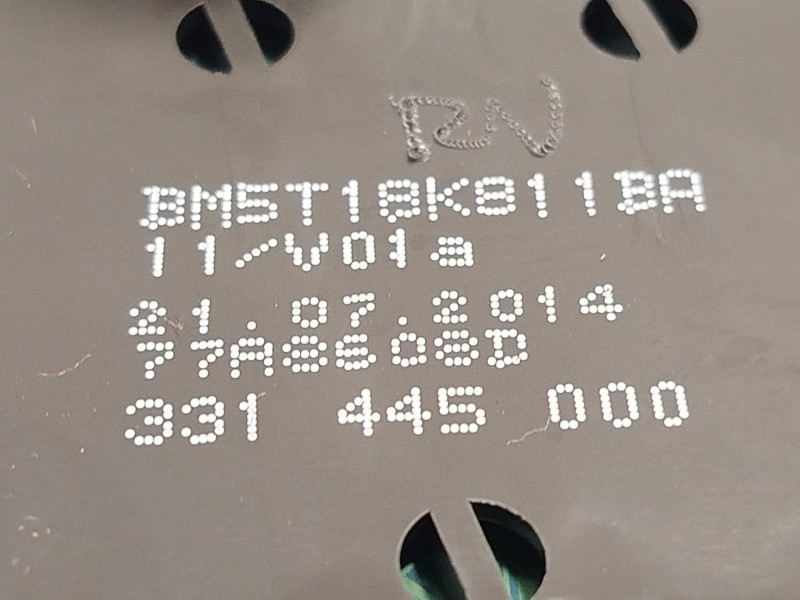 RN
BM5T18K811BA
11/V01a
21.07.2014
77A8608D
331 445 000